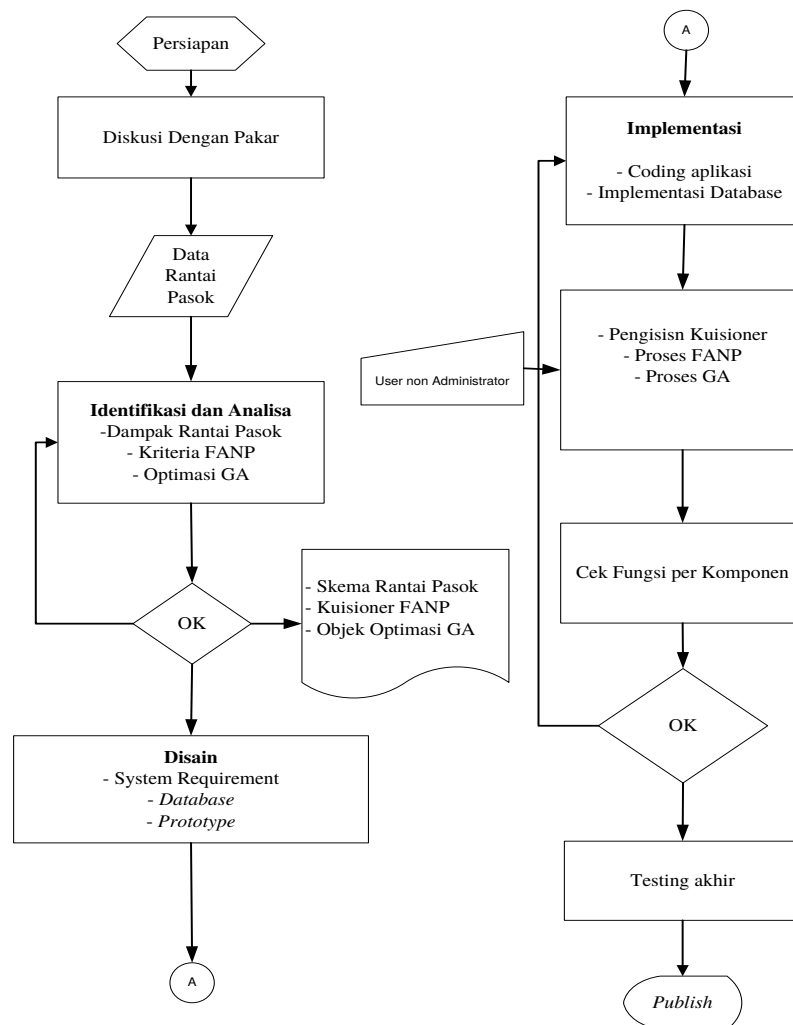 Persiapan
Diskusi Dengan Pakar
Data
Rantai
Pasok
Identifikasi dan Analisa
-Dampak Rantai Pasok
- Kriteria FANP
- Optimasi GA
OK
- Skema Rantai Pasok
- Kuisioner FANP
- Objek Optimasi GA
Disain
- System Requirement
- Database
- Prototype
A
A
Implementasi
- Coding aplikasi
- Implementasi Database
User non Administrator
- Pengisisn Kuisioner
- Proses FANP
- Proses GA
Cek Fungsi per Komponen
OK
Testing akhir
Publish